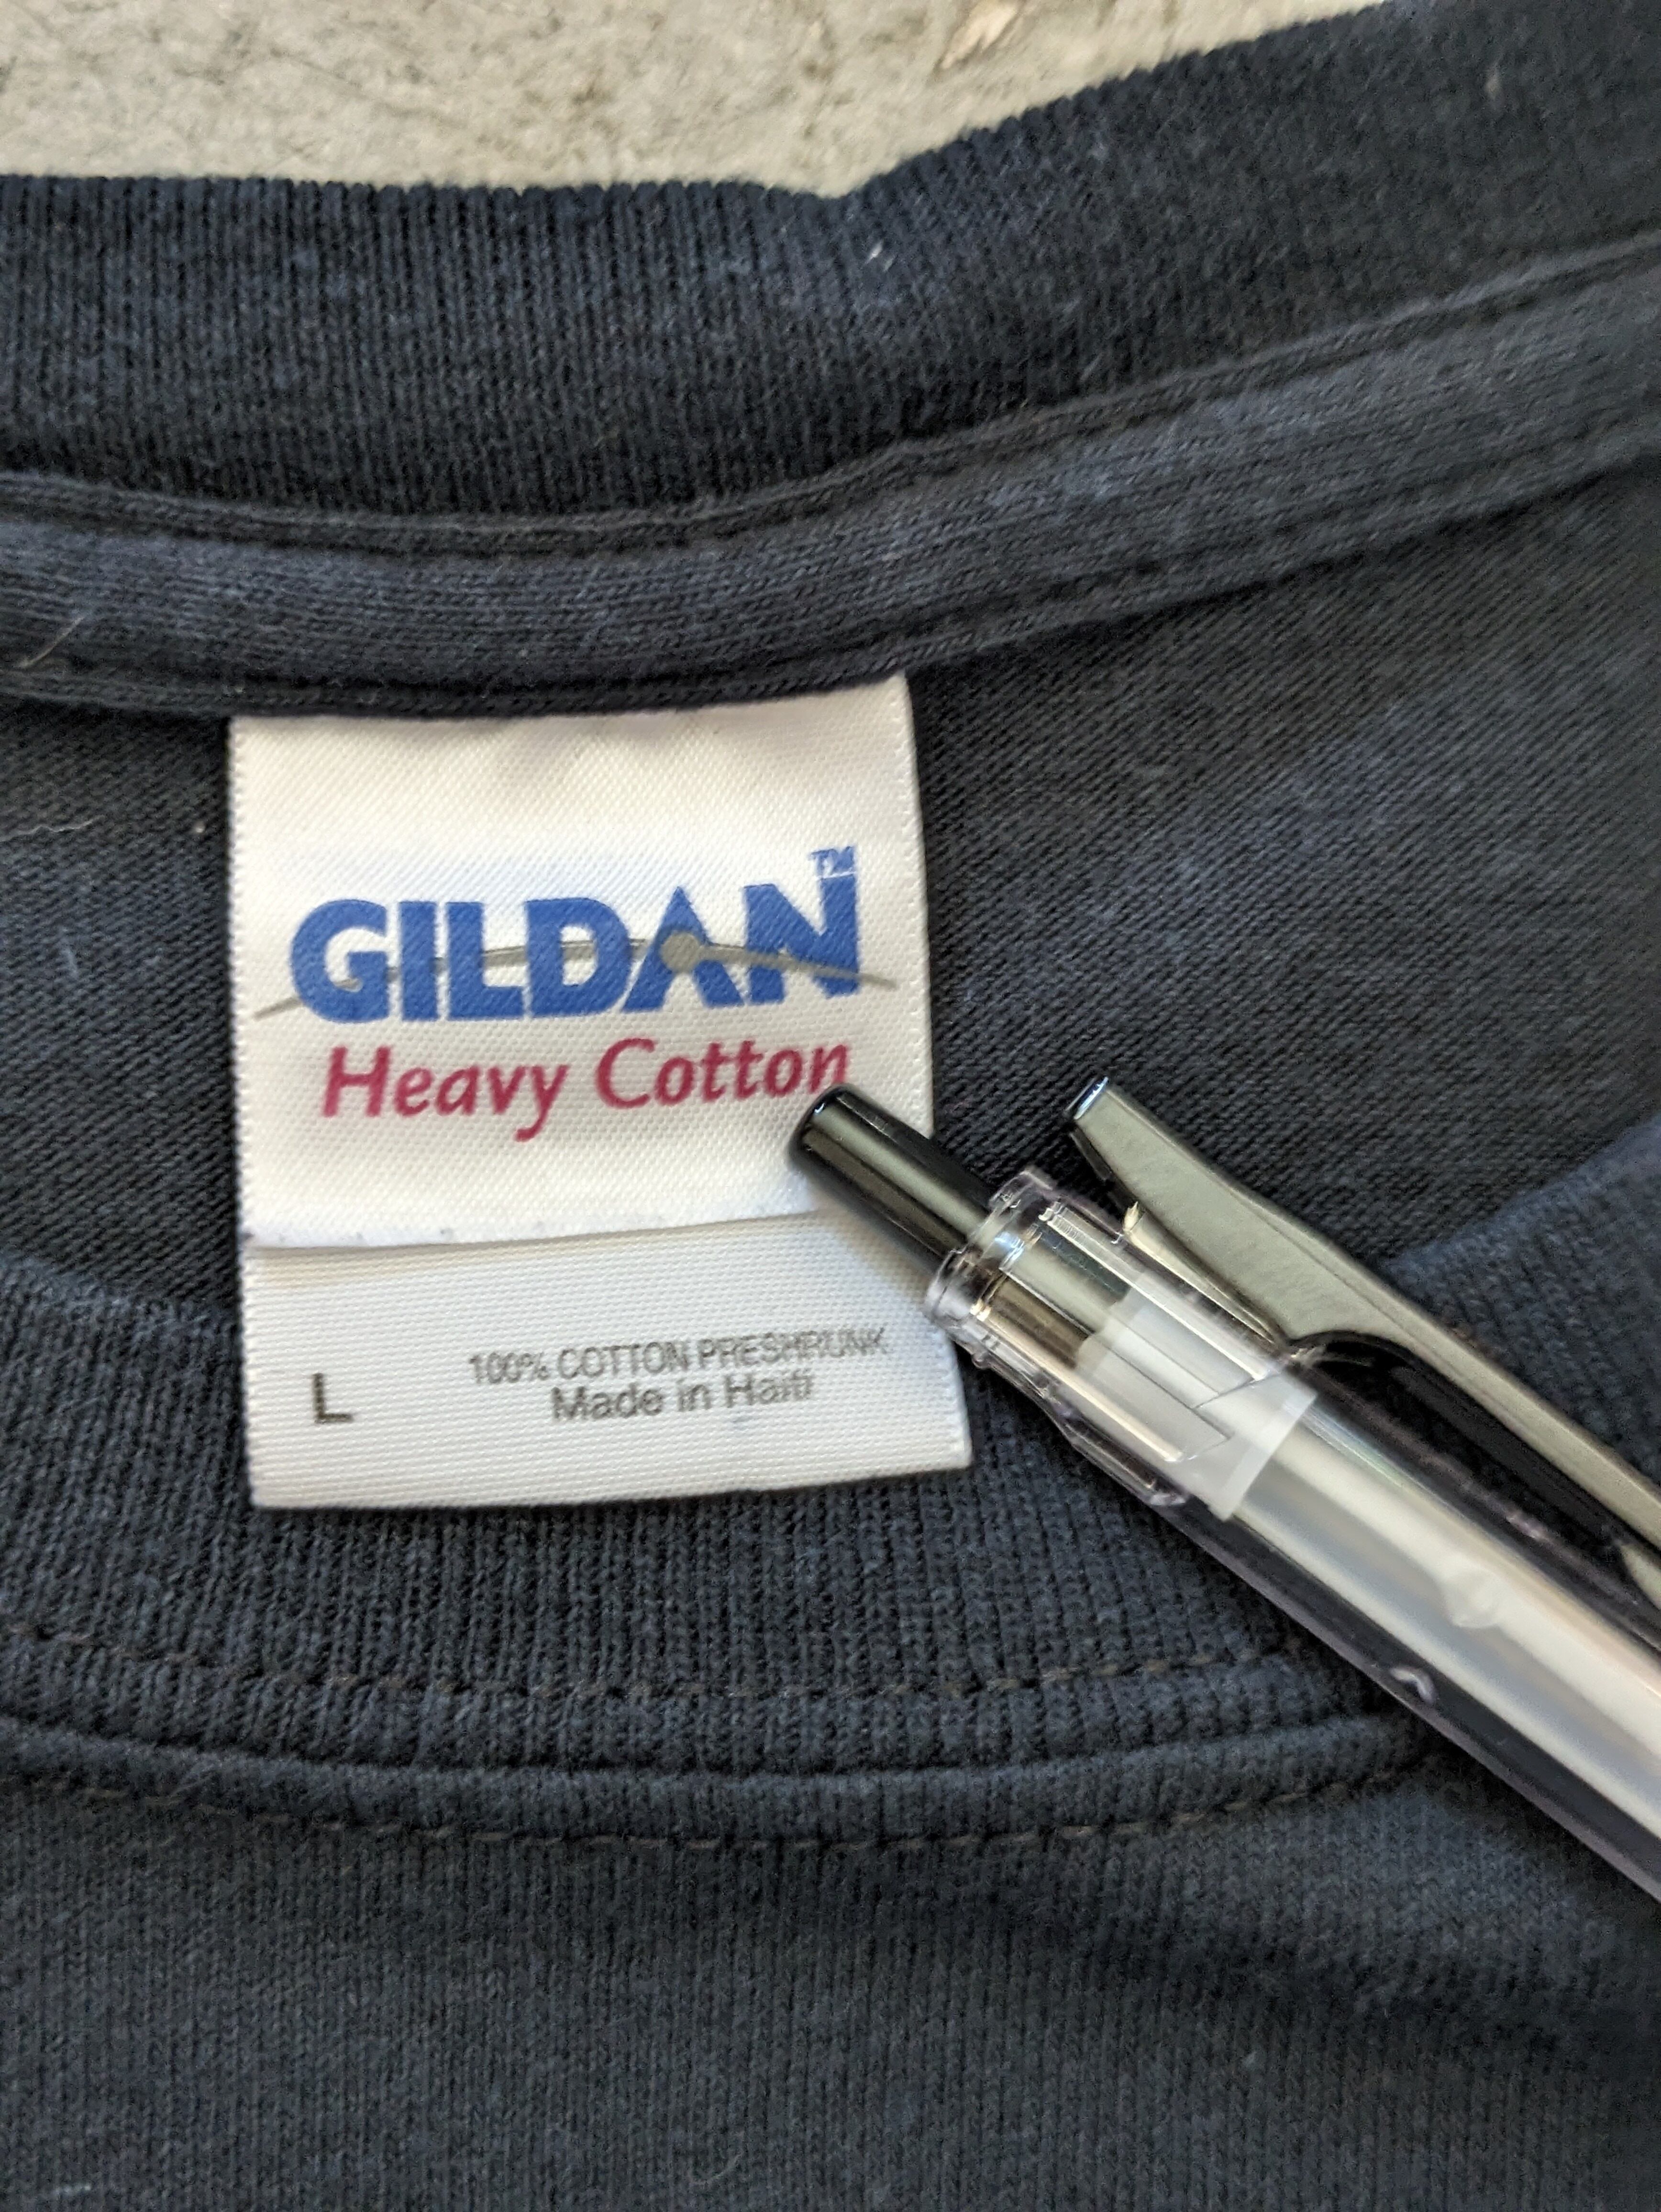 GILDAN™
Heavy Cotton
L
100% COTTON PRESHRUNK
Made in Haiti